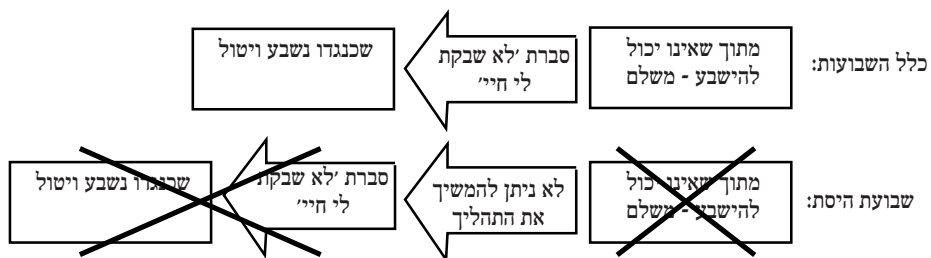 כלל השבועות:
מתוך שאינו יכול
להישבע - משלם
סברת 'לא שבקת
לי חיי'
שכנגדו נשבע ויטול
שבועת היסת:
מתוך שאינו יכול
להישבע - משלם
לא ניתן להמשיך
את התהליך
סברת 'לא שבקת
לי חיי'
שכנגדו נשבע ויטול